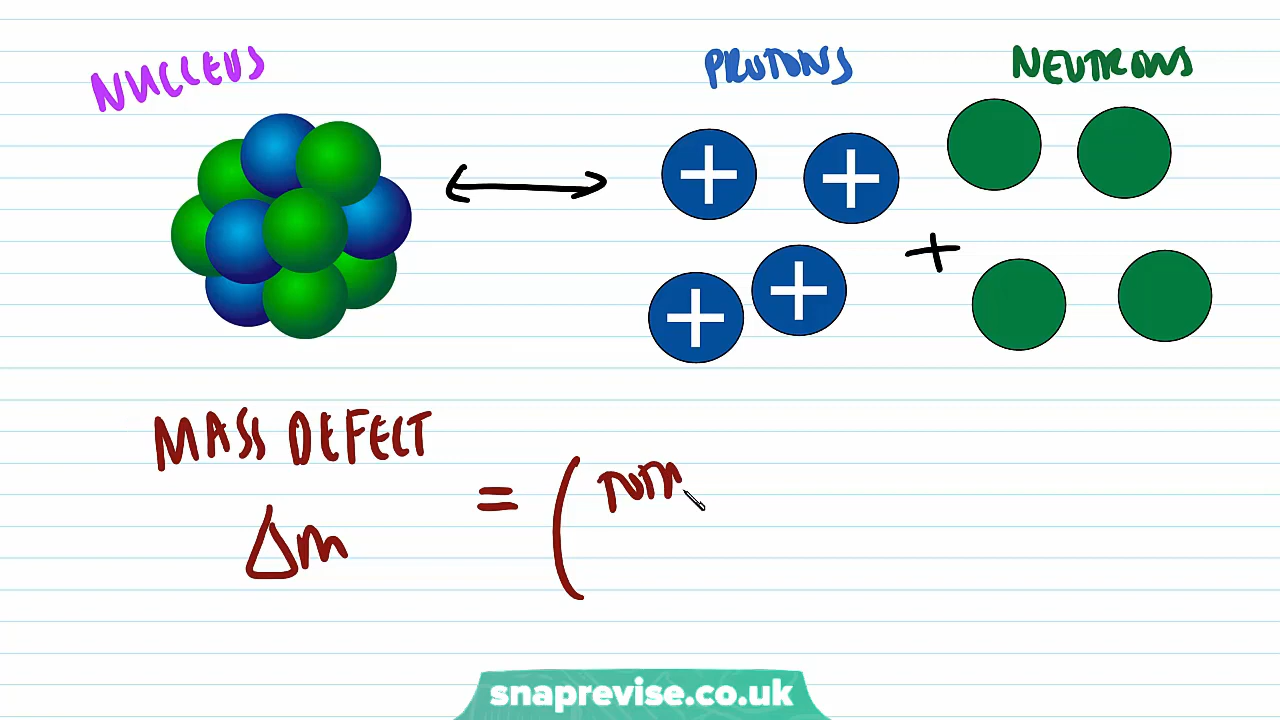 NUCLEUS
PROTONS
NEUTRONS
+ +
+ +
+
MASS DEFECT
Δm = (
snaprevise.co.uk